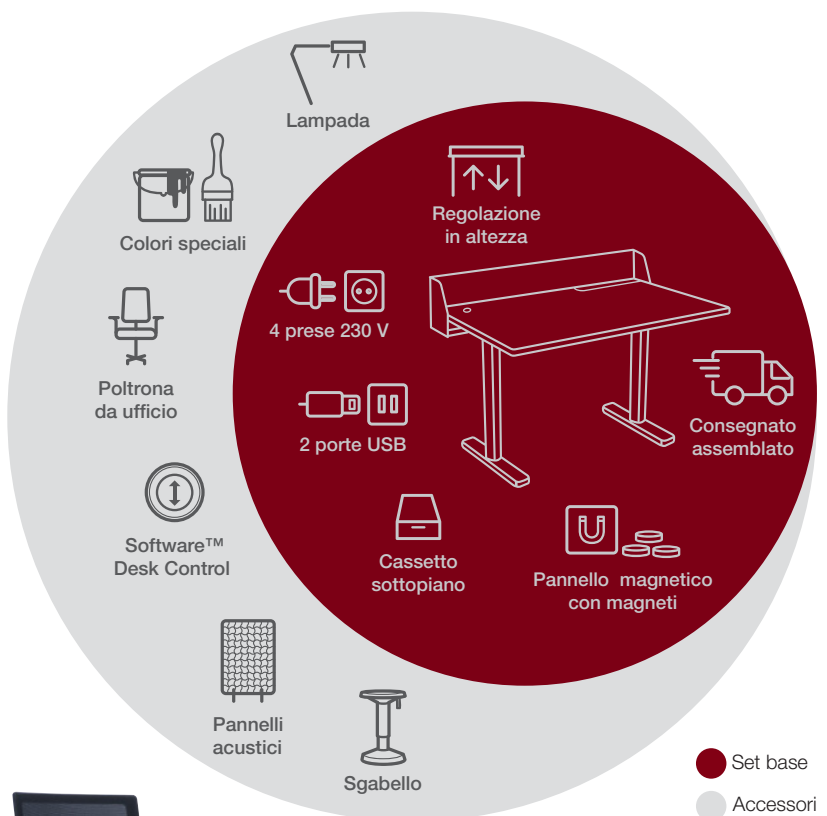 Lampada
Colori speciali
Regolazione
in altezza
4 prese 230 V
Poltrona
da ufficio
2 porte USB
Consegnato
assemblato
Software™
Desk Control
Cassetto
sottopiano
Pannello magnetico
con magneti
Pannelli
acustici
Sgabello
Set base
Accessori